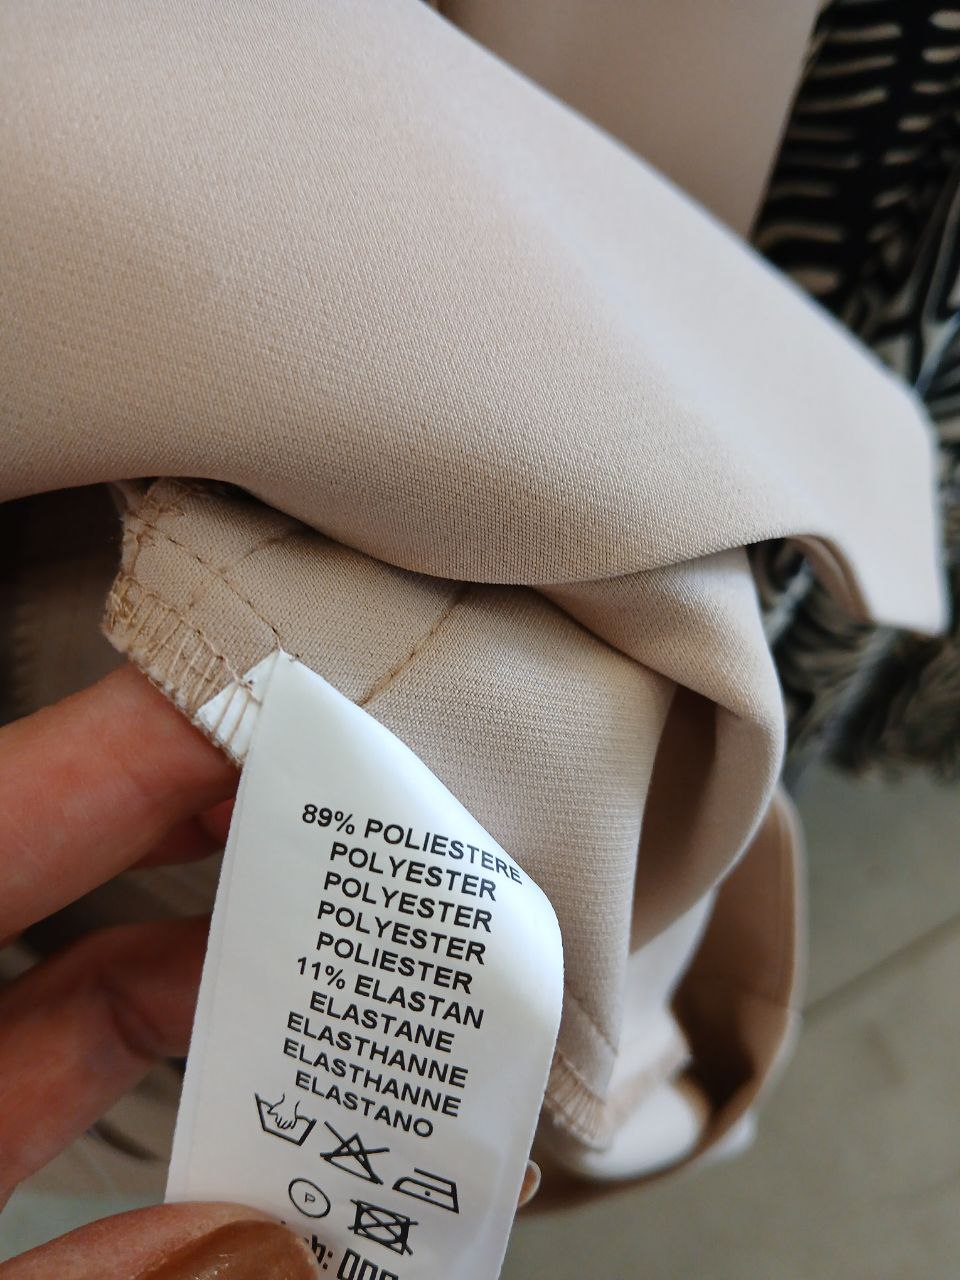 89% POLIESTERE
POLYESTER
POLYESTER
POLYESTER
POLIESTER
11% ELASTAN
ELASTANE
ELASTHANNE
ELASTHANNE
ELASTANO
P